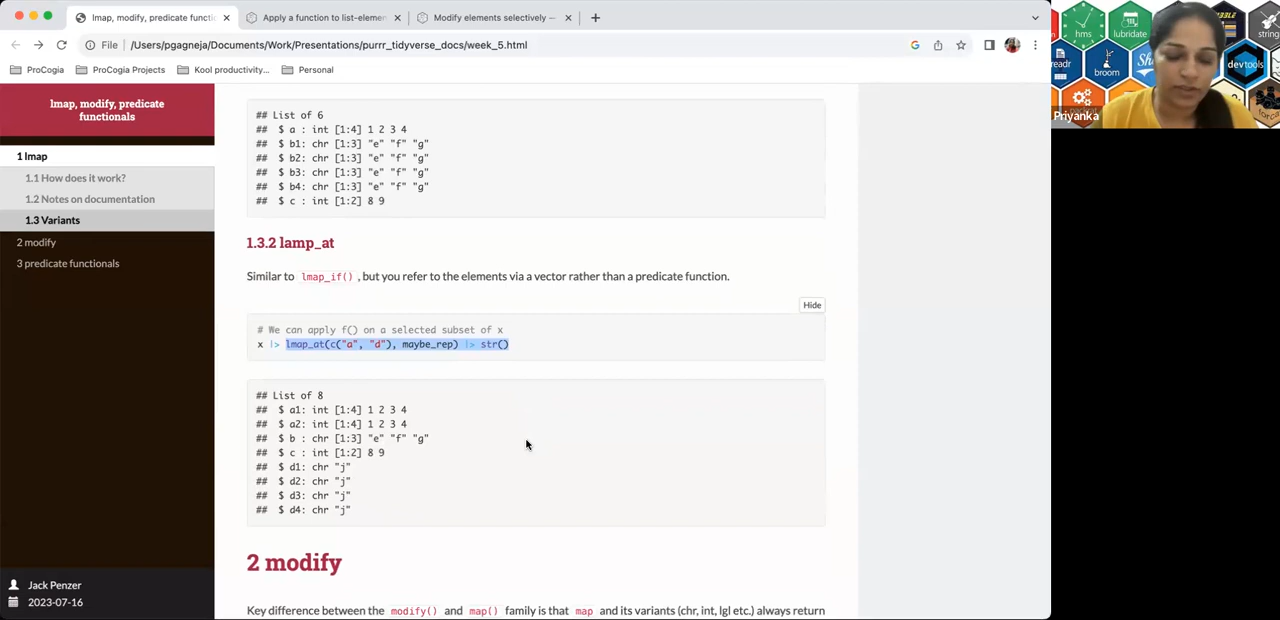 lmap, modify, predicate functi
Apply a function to list-elemen
Modify elements selectively —
File
/Users/pgagneja/Documents/Work/Presentations/purrr_tidyverse_docs/week_5.html
ProCogia
ProCogia Projects
Kool productivity...
Personal
lmap, modify, predicate
functionals
1 lmap
1.1 How does it work?
1.2 Notes on documentation
1.3 Variants
2 modify
3 predicate functionals
Jack Penzer
2023-07-16
## List of 6
## $ a : int [1:4] 1 2 3 4
## $ b1: chr [1:3] "e" "f" "g"
## $ b2: chr [1:3] "e" "f" "g"
## $ b3: chr [1:3] "e" "f" "g"
## $ b4: chr [1:3] "e" "f" "g"
## $ c : int [1:2] 8 9
1.3.2 lamp_at
Similar to lmap_if() , but you refer to the elements via a vector rather than a predicate function.
Hide
# We can apply f() on a selected subset of x
x |> lmap_at(c("a", "d"), maybe_rep) |> str()
## List of 8
## $ a1: int [1:4] 1 2 3 4
## $ a2: int [1:4] 1 2 3 4
## $ b : chr [1:3] "e" "f" "g"
## $ c : int [1:2] 8 9
## $ d1: chr "j"
## $ d2: chr "j"
## $ d3: chr "j"
## $ d4: chr "j"
2 modify
Key difference between the modify() and map() family is that map and its variants (chr, int, lgl etc.) always return
hms
lubridate
string
readr
broom
devtools
Priyanka